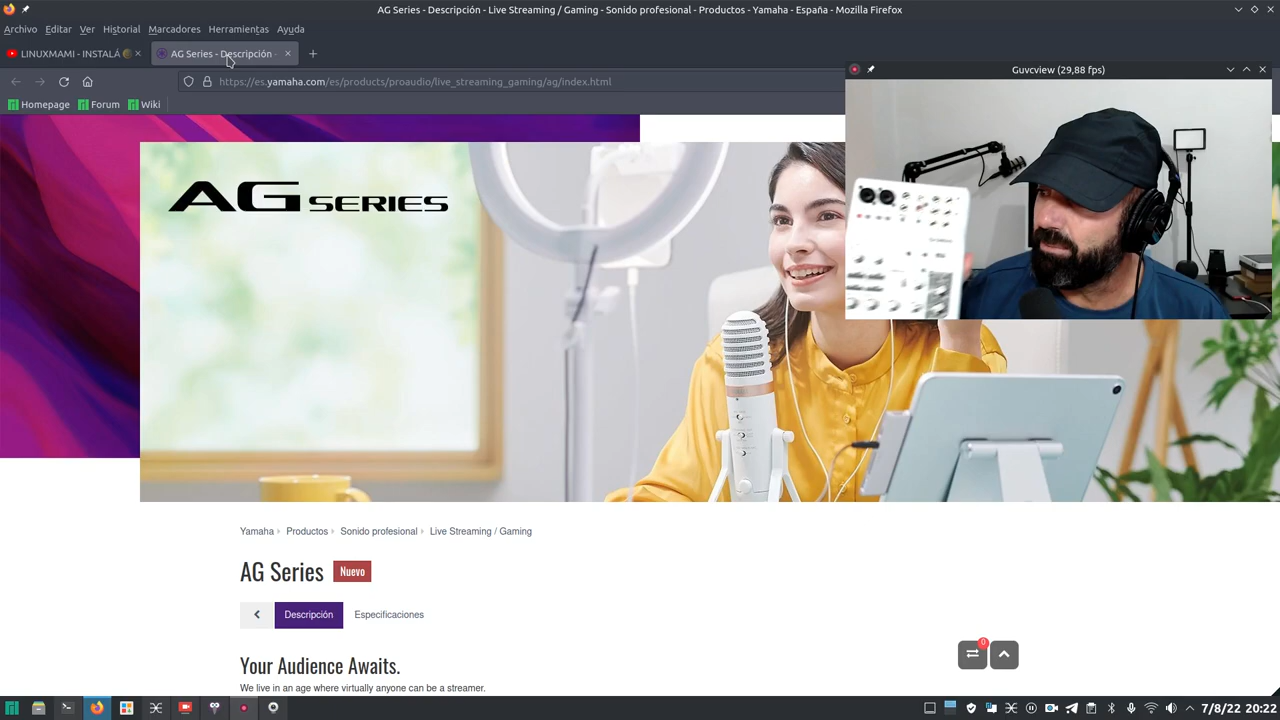 AG Series - Descripción - Live Streaming / Gaming - Sonido profesional - Productos - Yamaha - España - Mozilla Firefox
Archivo Editar Ver Historial Marcadores Herramientas Ayuda
LINUXMAMI - INSTALÁ
AG Series - Descripción
https://es.yamaha.com/es/products/proaudio/live_streaming_gaming/ag/index.html
Homepage Forum Wiki
Guvcview (29,88 fps)
AG SERIES
Yamaha Productos Sonido profesional Live Streaming / Gaming
AG Series Nuevo
Descripción Especificaciones
0
Your Audience Awaits.
We live in an age where virtually anyone can be a streamer.
7/8/22 20:22